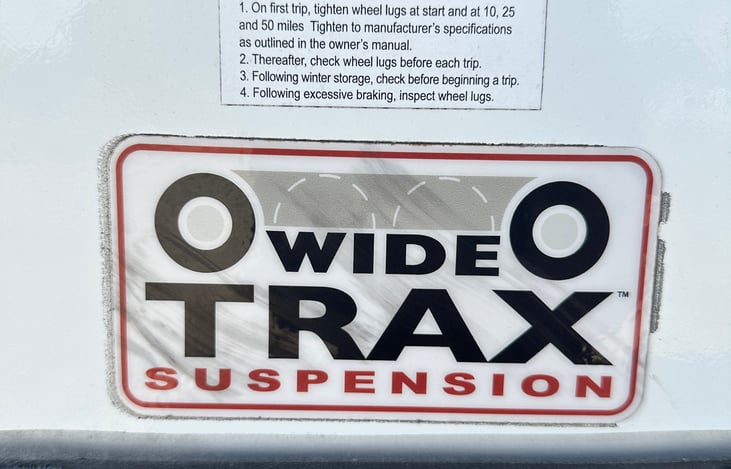 1. On first trip, tighten wheel lugs at start and at 10, 25
and 50 miles Tighten to manufacturer's specifications
as outlined in the owner's manual.
2. Thereafter, check wheel lugs before each trip.
3. Following winter storage, check before beginning a trip.
4. Following excessive braking, inspect wheel lugs.
WIDE
TRAX™
SUSPENSION